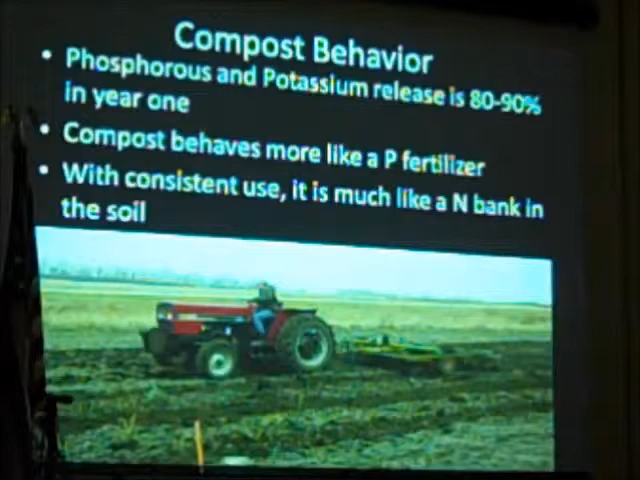 Compost Behavior
• Phosphorous and Potassium release is 80-90%
in year one
• Compost behaves more like a P fertilizer
• With consistent use, it is much like a N bank in
the soil